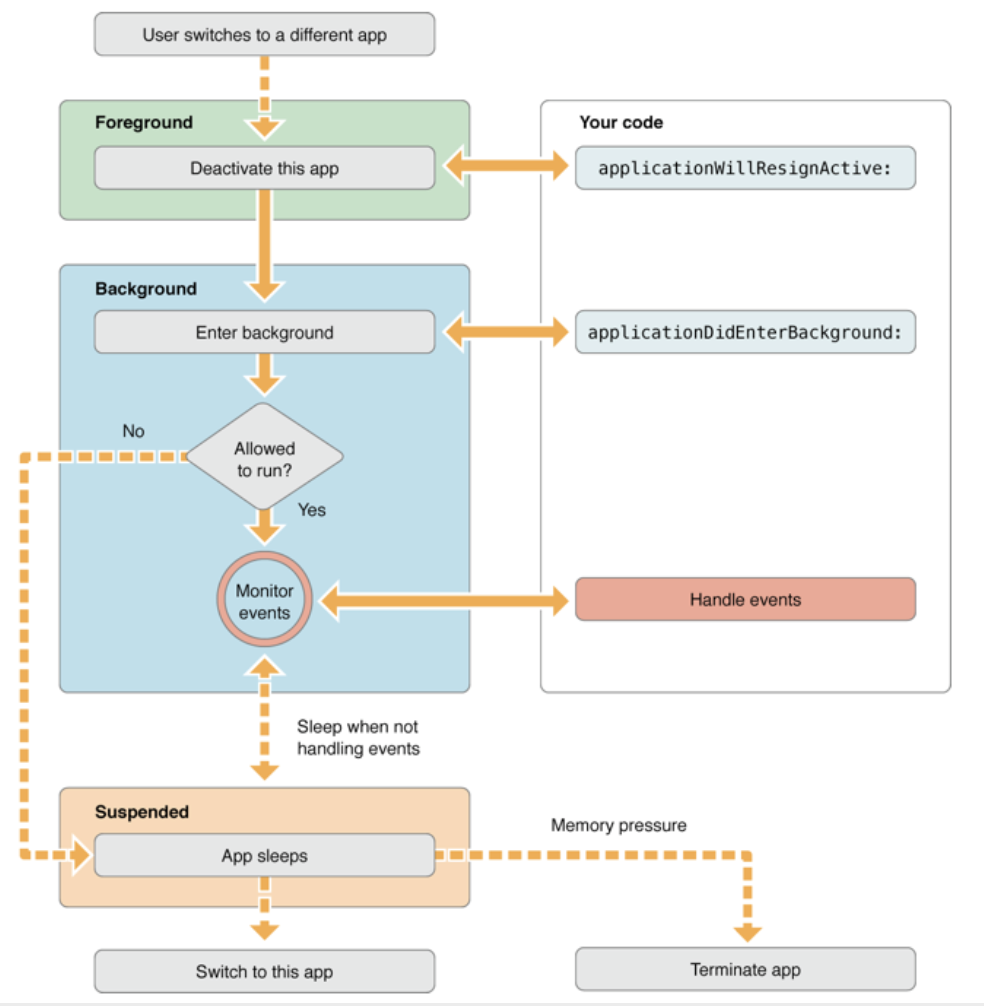 User switches to a different app
Foreground
Your code
Deactivate this app
applicationWillResignActive:
Background
Enter background
applicationDidEnterBackground:
No
Allowed
to run?
Yes
Monitor
events
Handle events
Sleep when not
handling events
Suspended
Memory pressure
App sleeps
Switch to this app
Terminate app